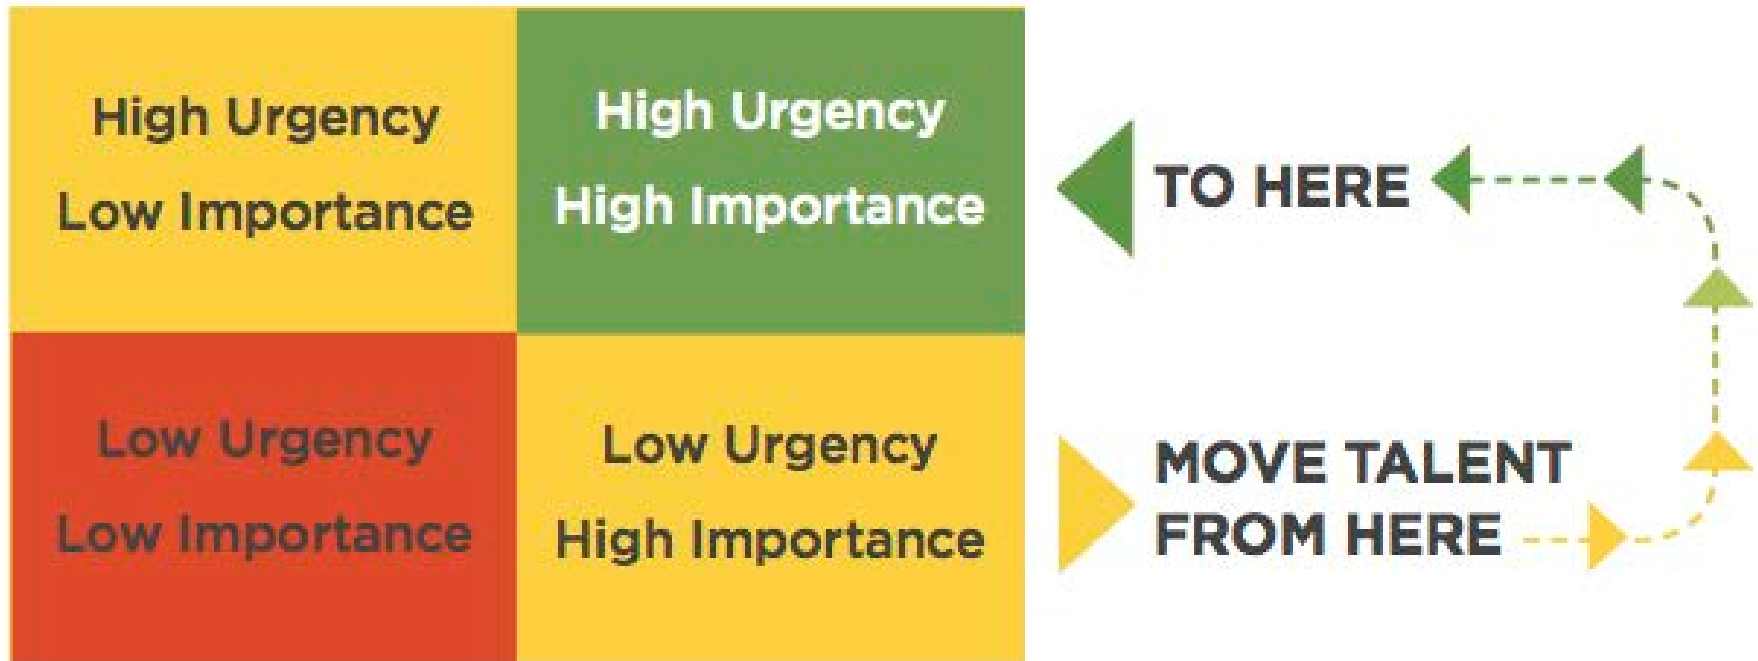 High Urgency
Low Importance
High Urgency
High Importance
TO HERE
Low Urgency
Low Importance
Low Urgency
High Importance
MOVE TALENT
FROM HERE